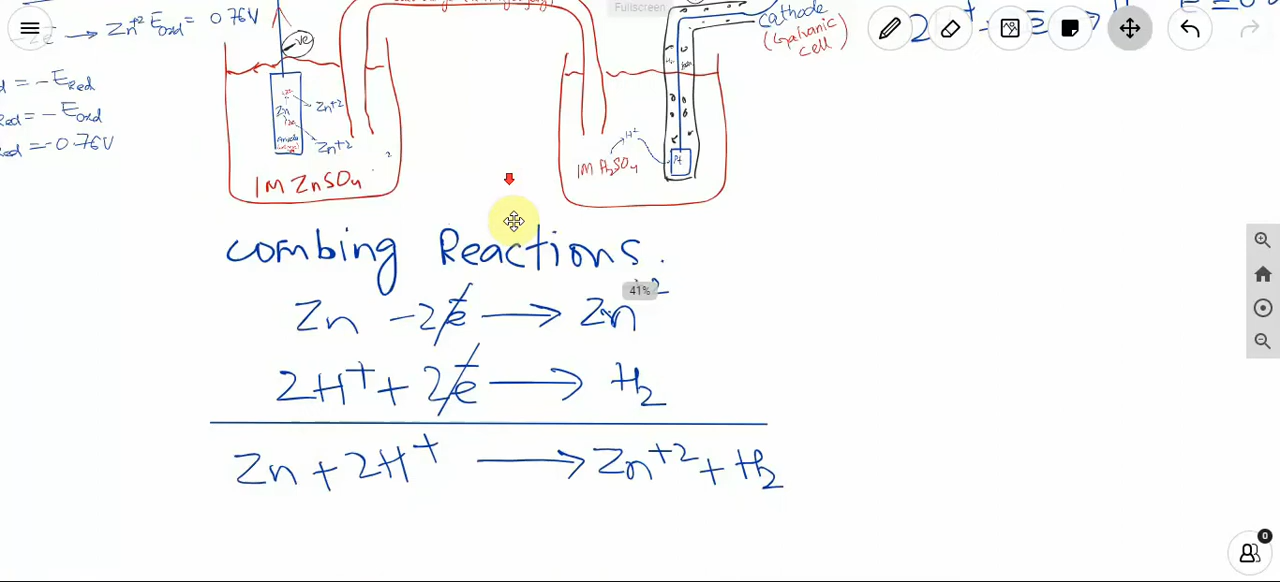 Fullscreen
→ Zn+2 EOxd = 0.76V
-ve
cathode
(Galvanic
cell)
= -ERed
Red = -EOxd
Red = -0.76V
Zn
Zn+2
Zn+2
1M ZnSO4
1M H2SO4
Pt
Combing Reactions.
41%
Zn -2e → Zn+2
2H+ + 2e → H2
Zn + 2H+ → Zn+2 + H2
0